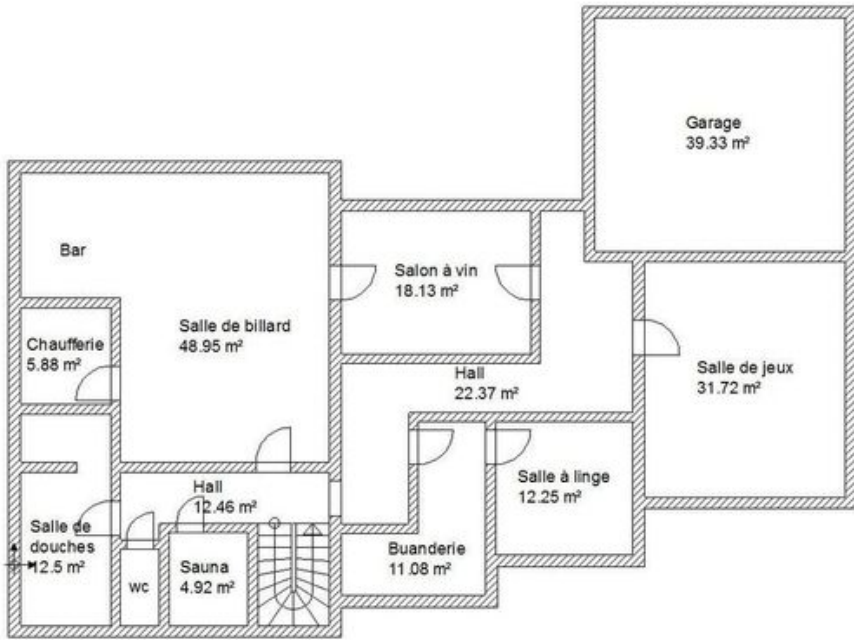 Garage
39.33 m²
Bar
Salon à vin
18.13 m²
Salle de billard
48.95 m²
Chaufferie
5.88 m²
Hall
22.37 m²
Salle de jeux
31.72 m²
Hall
12.46 m²
Salle à linge
12.25 m²
Salle de
douches
12.5 m²
Buanderie
11.08 m²
Sauna
4.92 m²
wc